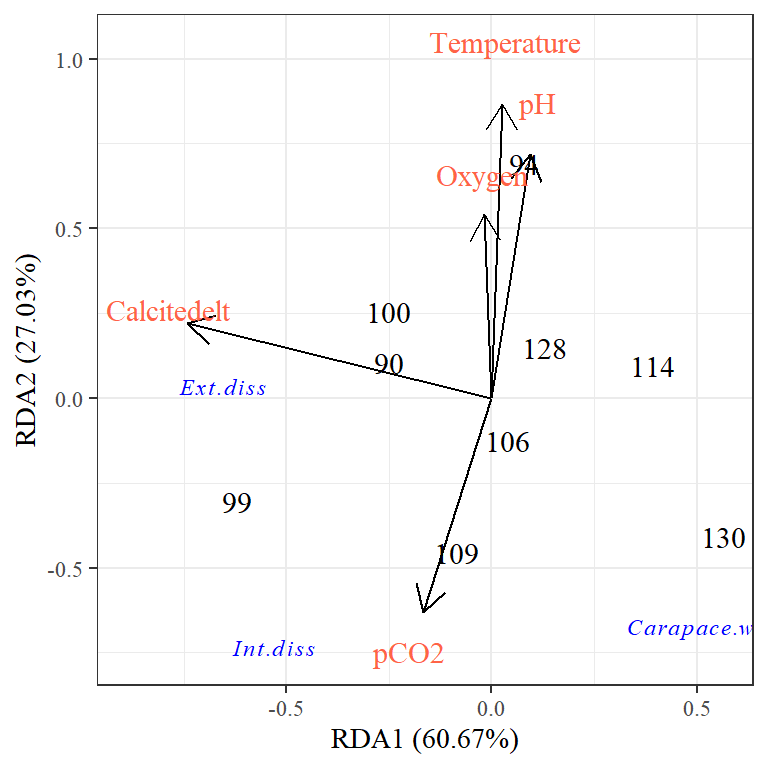 Temperature
1.0
pH
94
Oxygen
0.5
Calcitedelt
100
128
90
114
Ext.diss
0.0
106
99
130
109
-0.5
Carapace.w
Int.diss
pCO2
-0.5
0.0
0.5
RDA1 (60.67%)
RDA2 (27.03%)